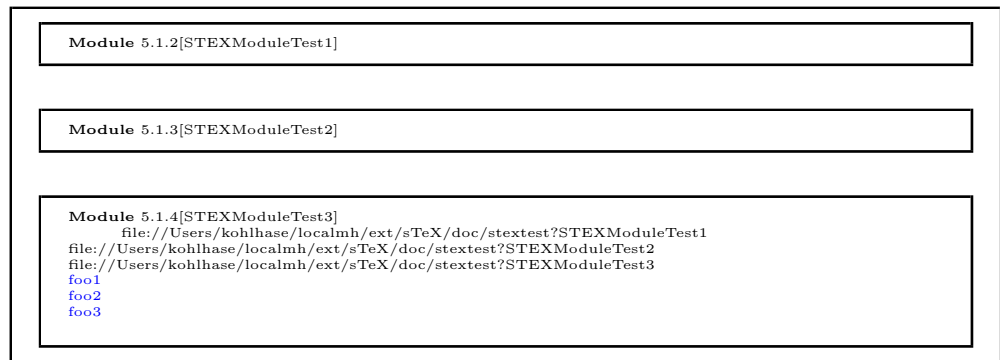 Module 5.1.2[STEXModuleTest1]
Module 5.1.3[STEXModuleTest2]
Module 5.1.4[STEXModuleTest3]
file://Users/kohlhase/localmh/ext/sTeX/doc/stextest?STEXModuleTest1
file://Users/kohlhase/localmh/ext/sTeX/doc/stextest?STEXModuleTest2
file://Users/kohlhase/localmh/ext/sTeX/doc/stextest?STEXModuleTest3
foo1
foo2
foo3